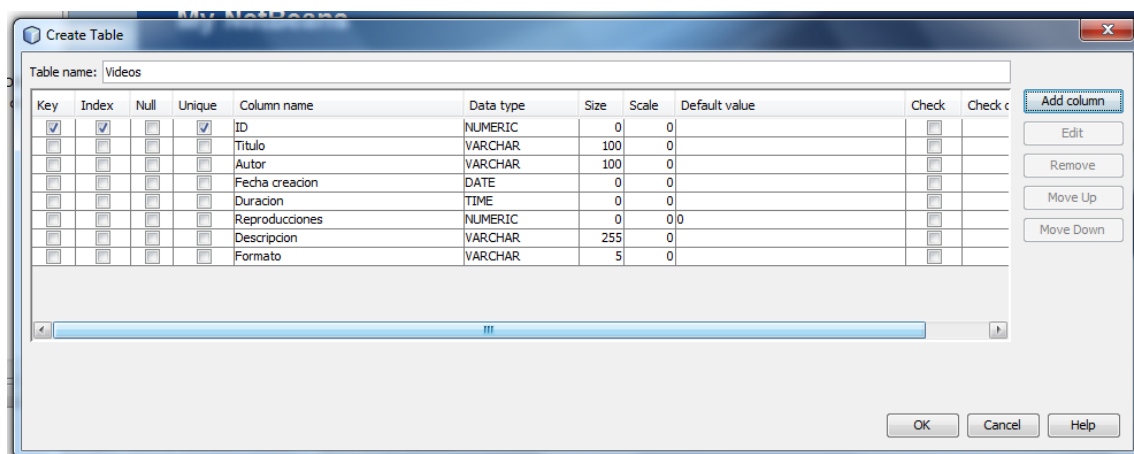 My NetBeans
Create Table
Table name: Videos
Key Index Null Unique Column name Data type Size Scale Default value Check Check c
ID NUMERIC 0 0
Titulo VARCHAR 100 0
Autor VARCHAR 100 0
Fecha creacion DATE 0 0
Duracion TIME 0 0
Reproducciones NUMERIC 0 0 0
Descripcion VARCHAR 255 0
Formato VARCHAR 5 0
Add column
Edit
Remove
Move Up
Move Down
OK Cancel Help